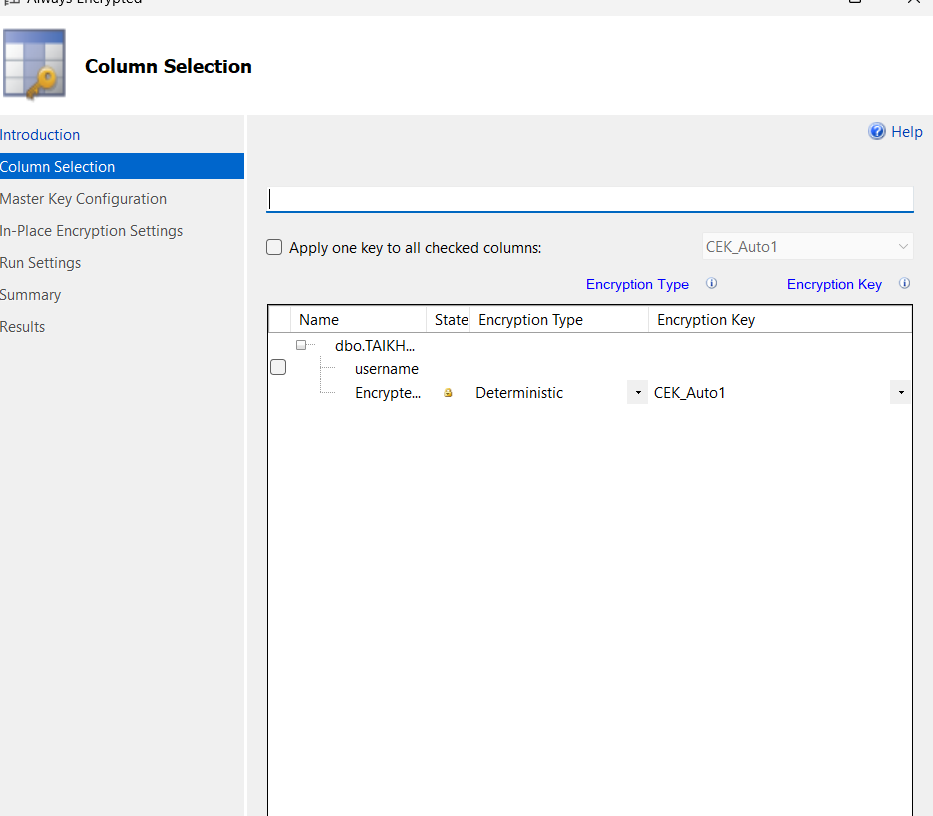 Always Encrypted
Column Selection
Introduction
Column Selection
Master Key Configuration
In-Place Encryption Settings
Run Settings
Summary
Results
Help
Apply one key to all checked columns:
CEK_Auto1
Encryption Type
Encryption Key
Name State Encryption Type Encryption Key
dbo.TAIKH...
username
Encrypte... Deterministic CEK_Auto1